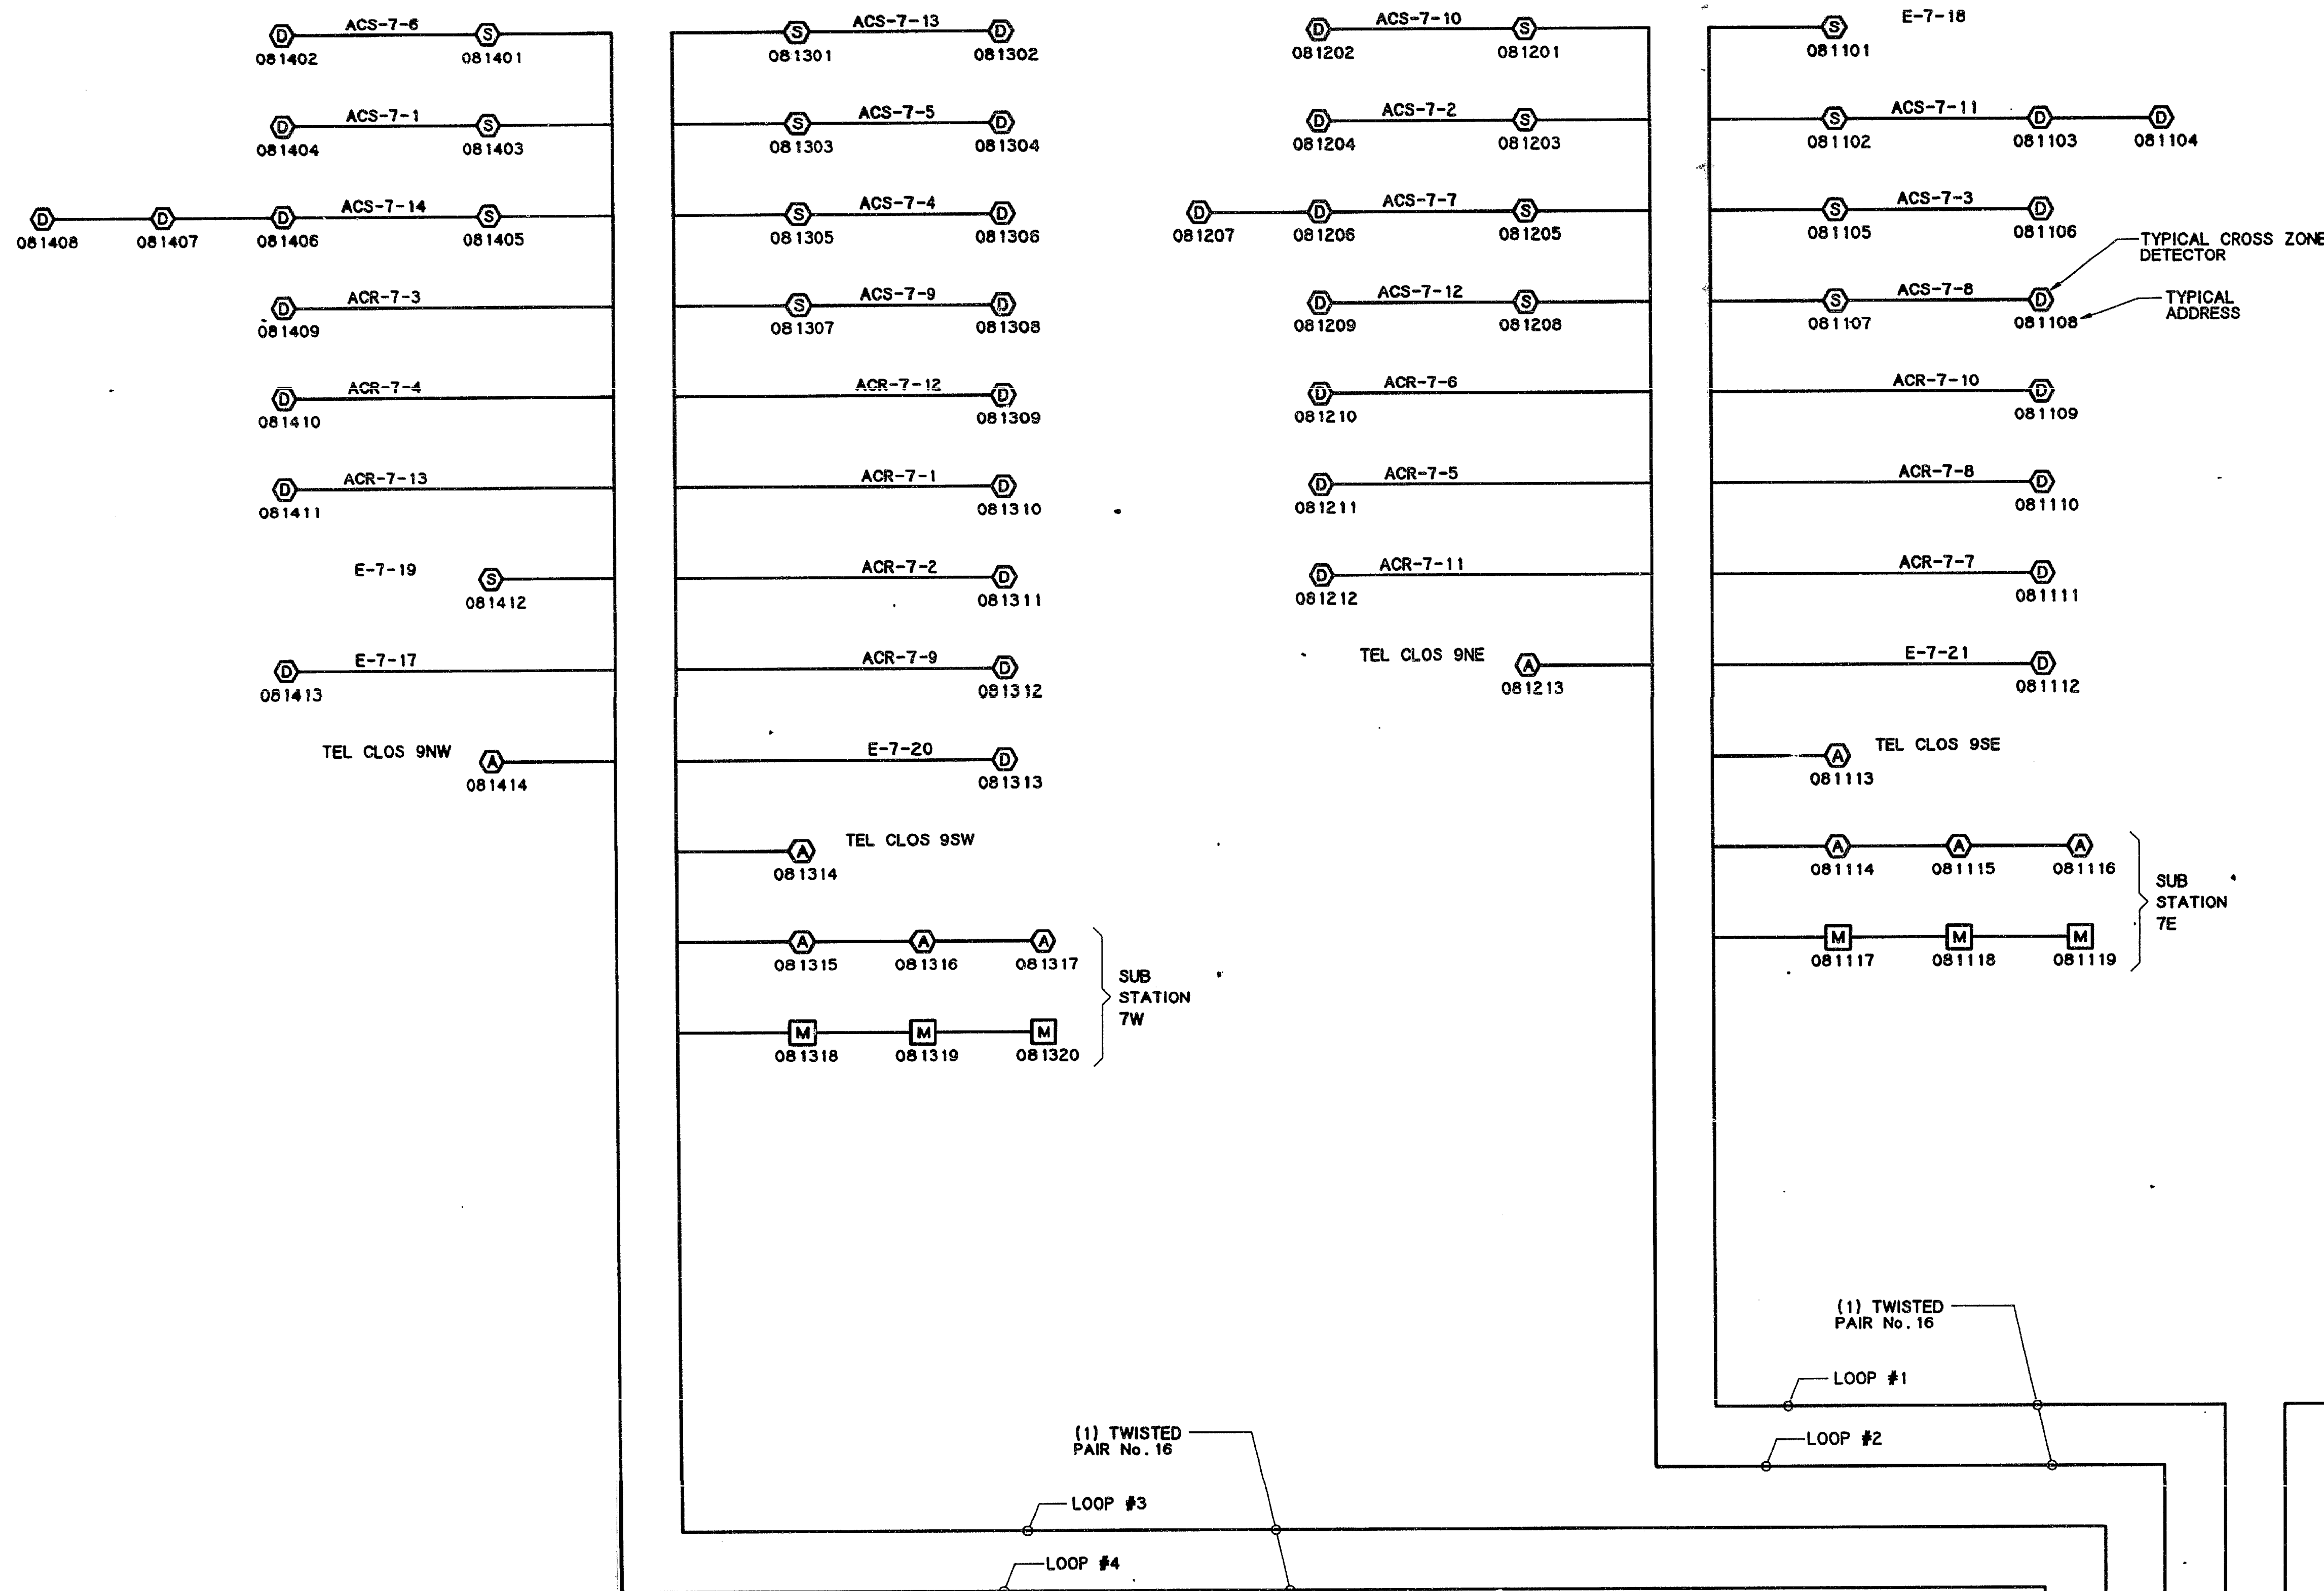 D ACS-7-6 S
081402 081401
D ACS-7-1 S
081404 081403
D D D ACS-7-14 S
081408 081407 081406 081405
D ACR-7-3
081409
D ACR-7-4
081410
D ACR-7-13
081411
E-7-19 S
081412
D E-7-17
081413
TEL CLOS 9NW A
081414
S ACS-7-13 D
081301 081302
S ACS-7-5 D
081303 081304
S ACS-7-4 D
081305 081306
S ACS-7-9 D
081307 081308
ACR-7-12 D
081309
ACR-7-1 D
081310
ACR-7-2 D
081311
ACR-7-9 D
081312
E-7-20 D
081313
A TEL CLOS 9SW
081314
A A A
081315 081316 081317
M M M
081318 081319 081320
SUB
STATION
7W
D ACS-7-10 S
081202 081201
D ACS-7-2 S
081204 081203
D D ACS-7-7 S
081207 081206 081205
D ACS-7-12 S
081209 081208
D ACR-7-6
081210
D ACR-7-5
081211
D ACR-7-11
081212
TEL CLOS 9NE A
081213
S E-7-18
081101
S ACS-7-11 D D
081102 081103 081104
S ACS-7-3 D
081105 081106
TYPICAL CROSS ZONE
DETECTOR
S ACS-7-8 D
081107 081108
TYPICAL
ADDRESS
ACR-7-10 D
081109
ACR-7-8 D
081110
ACR-7-7 D
081111
E-7-21 D
081112
A TEL CLOS 9SE
081113
A A A
081114 081115 081116
M M M
081117 081118 081119
SUB
STATION
7E
(1) TWISTED
PAIR No.16
LOOP #1
LOOP #2
(1) TWISTED
PAIR No.16
LOOP #3
LOOP #4